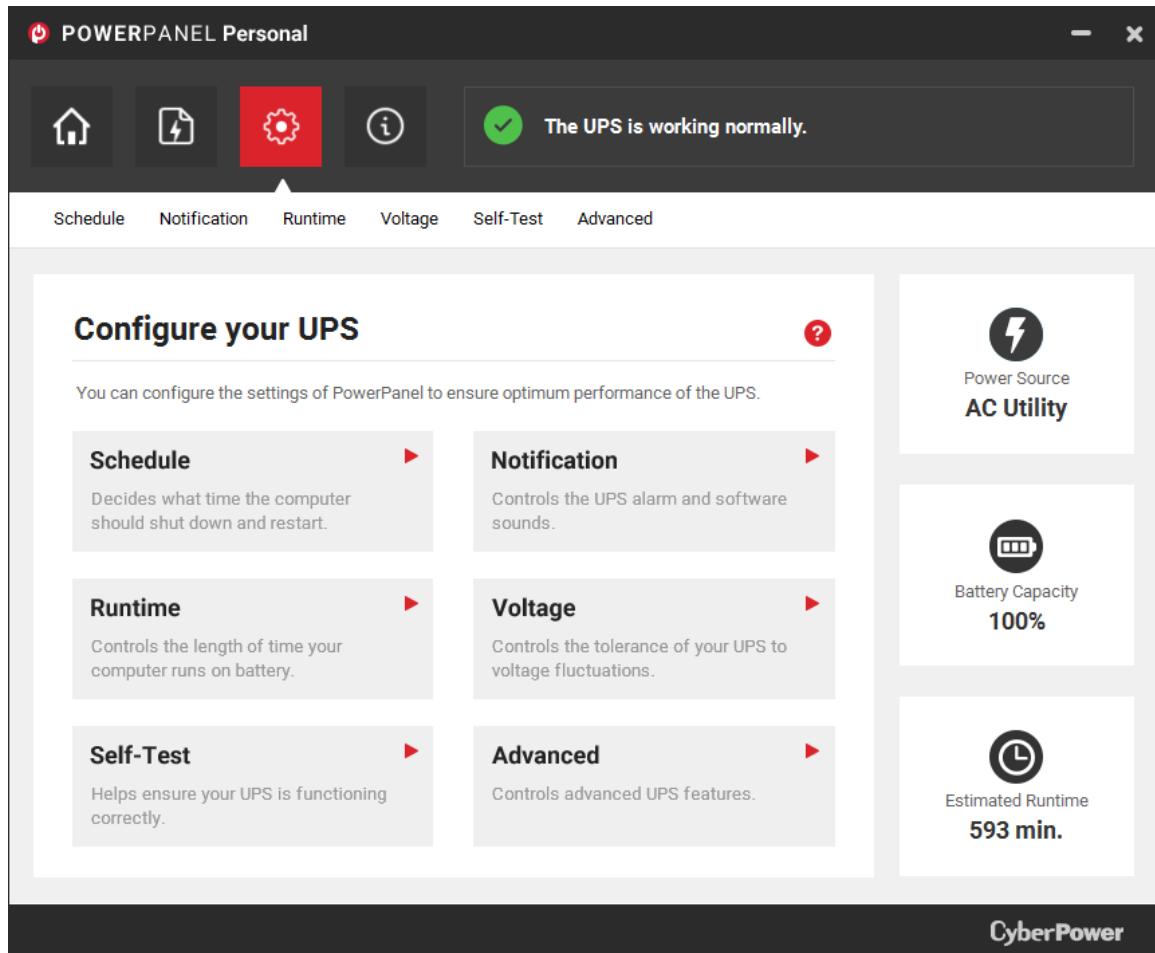 POWERPANEL Personal
The UPS is working normally.
Schedule Notification Runtime Voltage Self-Test Advanced
Configure your UPS
?
You can configure the settings of PowerPanel to ensure optimum performance of the UPS.
Schedule
Decides what time the computer
should shut down and restart.
Notification
Controls the UPS alarm and software
sounds.
Runtime
Controls the length of time your
computer runs on battery.
Voltage
Controls the tolerance of your UPS to
voltage fluctuations.
Self-Test
Helps ensure your UPS is functioning
correctly.
Advanced
Controls advanced UPS features.
Power Source
AC Utility
Battery Capacity
100%
Estimated Runtime
593 min.
CyberPower